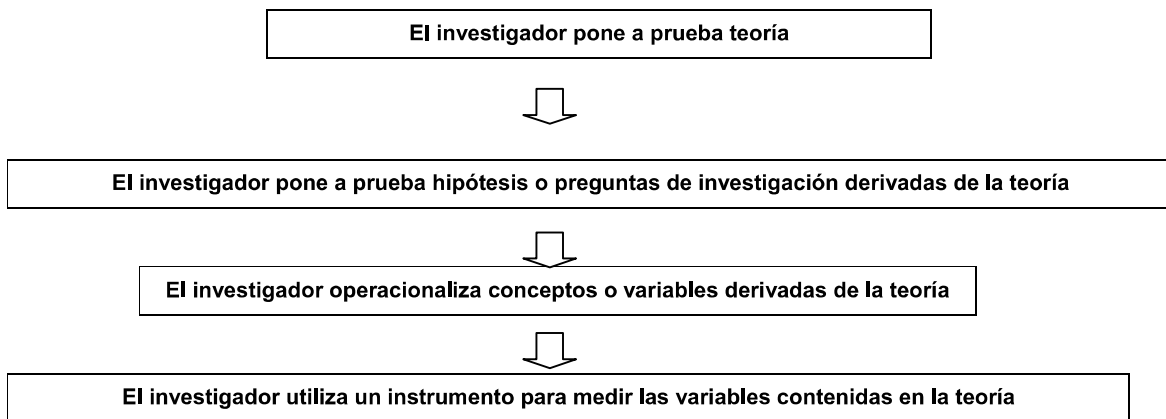 El investigador pone a prueba teoría
El investigador pone a prueba hipótesis o preguntas de investigación derivadas de la teoría
El investigador operacionaliza conceptos o variables derivadas de la teoría
El investigador utiliza un instrumento para medir las variables contenidas en la teoría